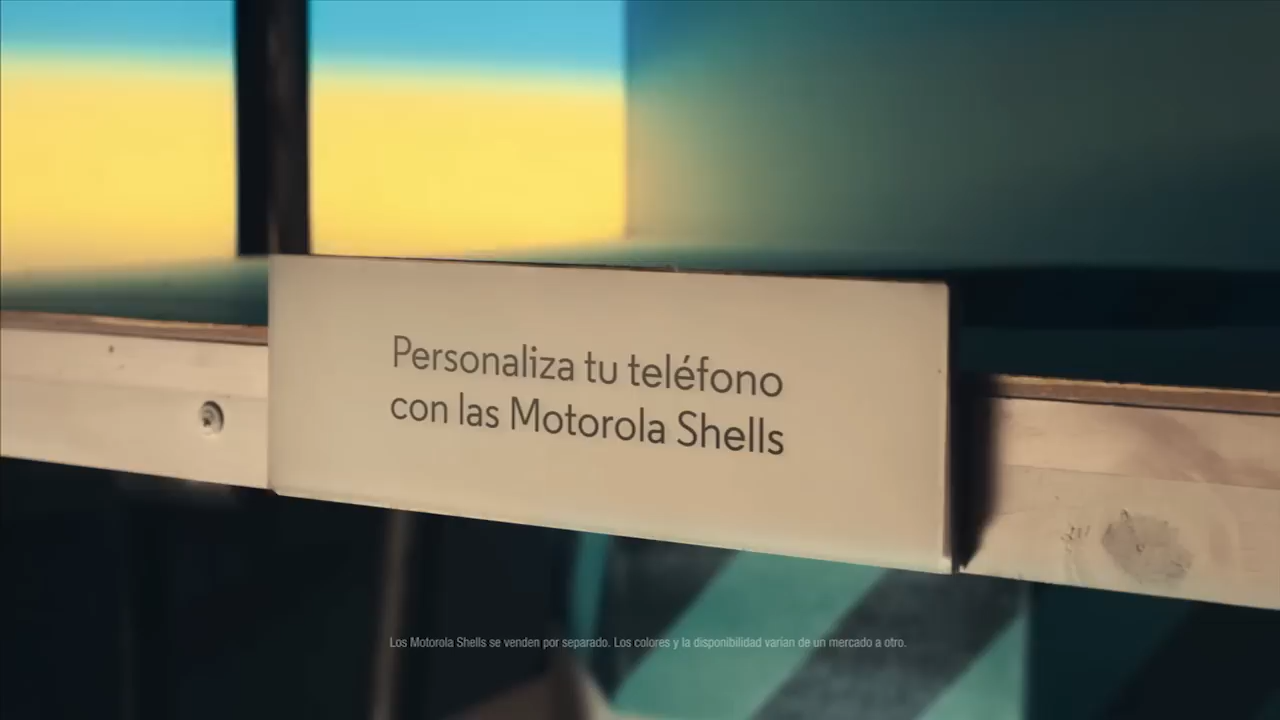 Personaliza tu teléfono
con las Motorola Shells
Los Motorola Shells se venden por separado. Los colores y la disponibilidad varían de un mercado a otro.